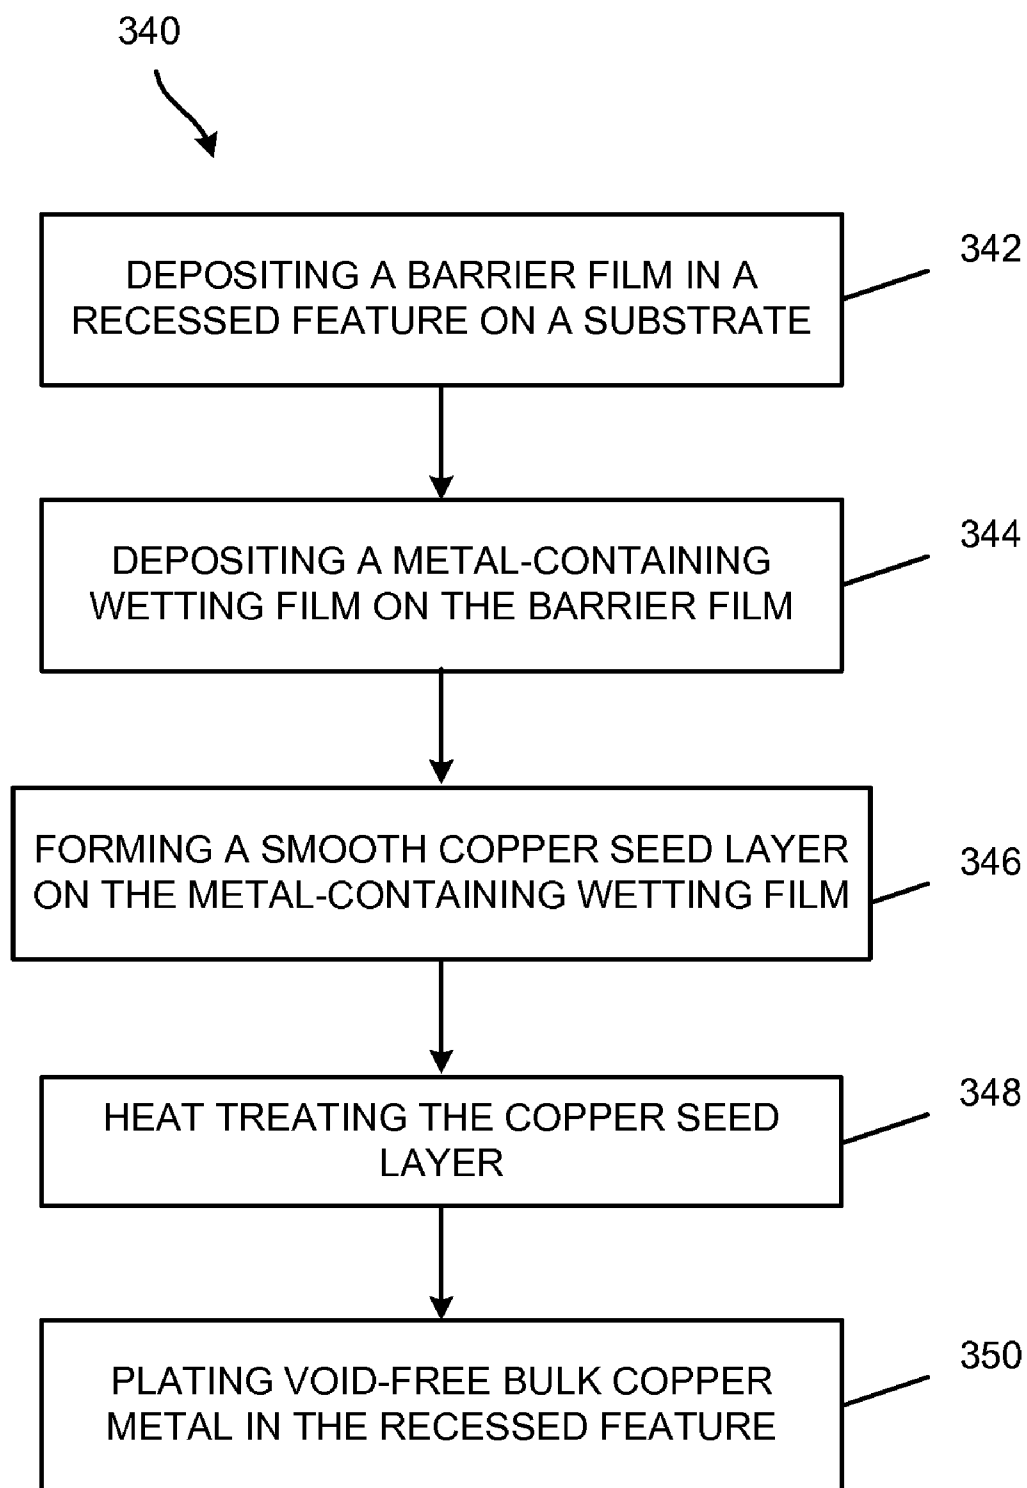 340
DEPOSITING A BARRIER FILM IN A
RECESSED FEATURE ON A SUBSTRATE
342
DEPOSITING A METAL-CONTAINING
WETTING FILM ON THE BARRIER FILM
344
FORMING A SMOOTH COPPER SEED LAYER
ON THE METAL-CONTAINING WETTING FILM
346
HEAT TREATING THE COPPER SEED
LAYER
348
PLATING VOID-FREE BULK COPPER
METAL IN THE RECESSED FEATURE
350